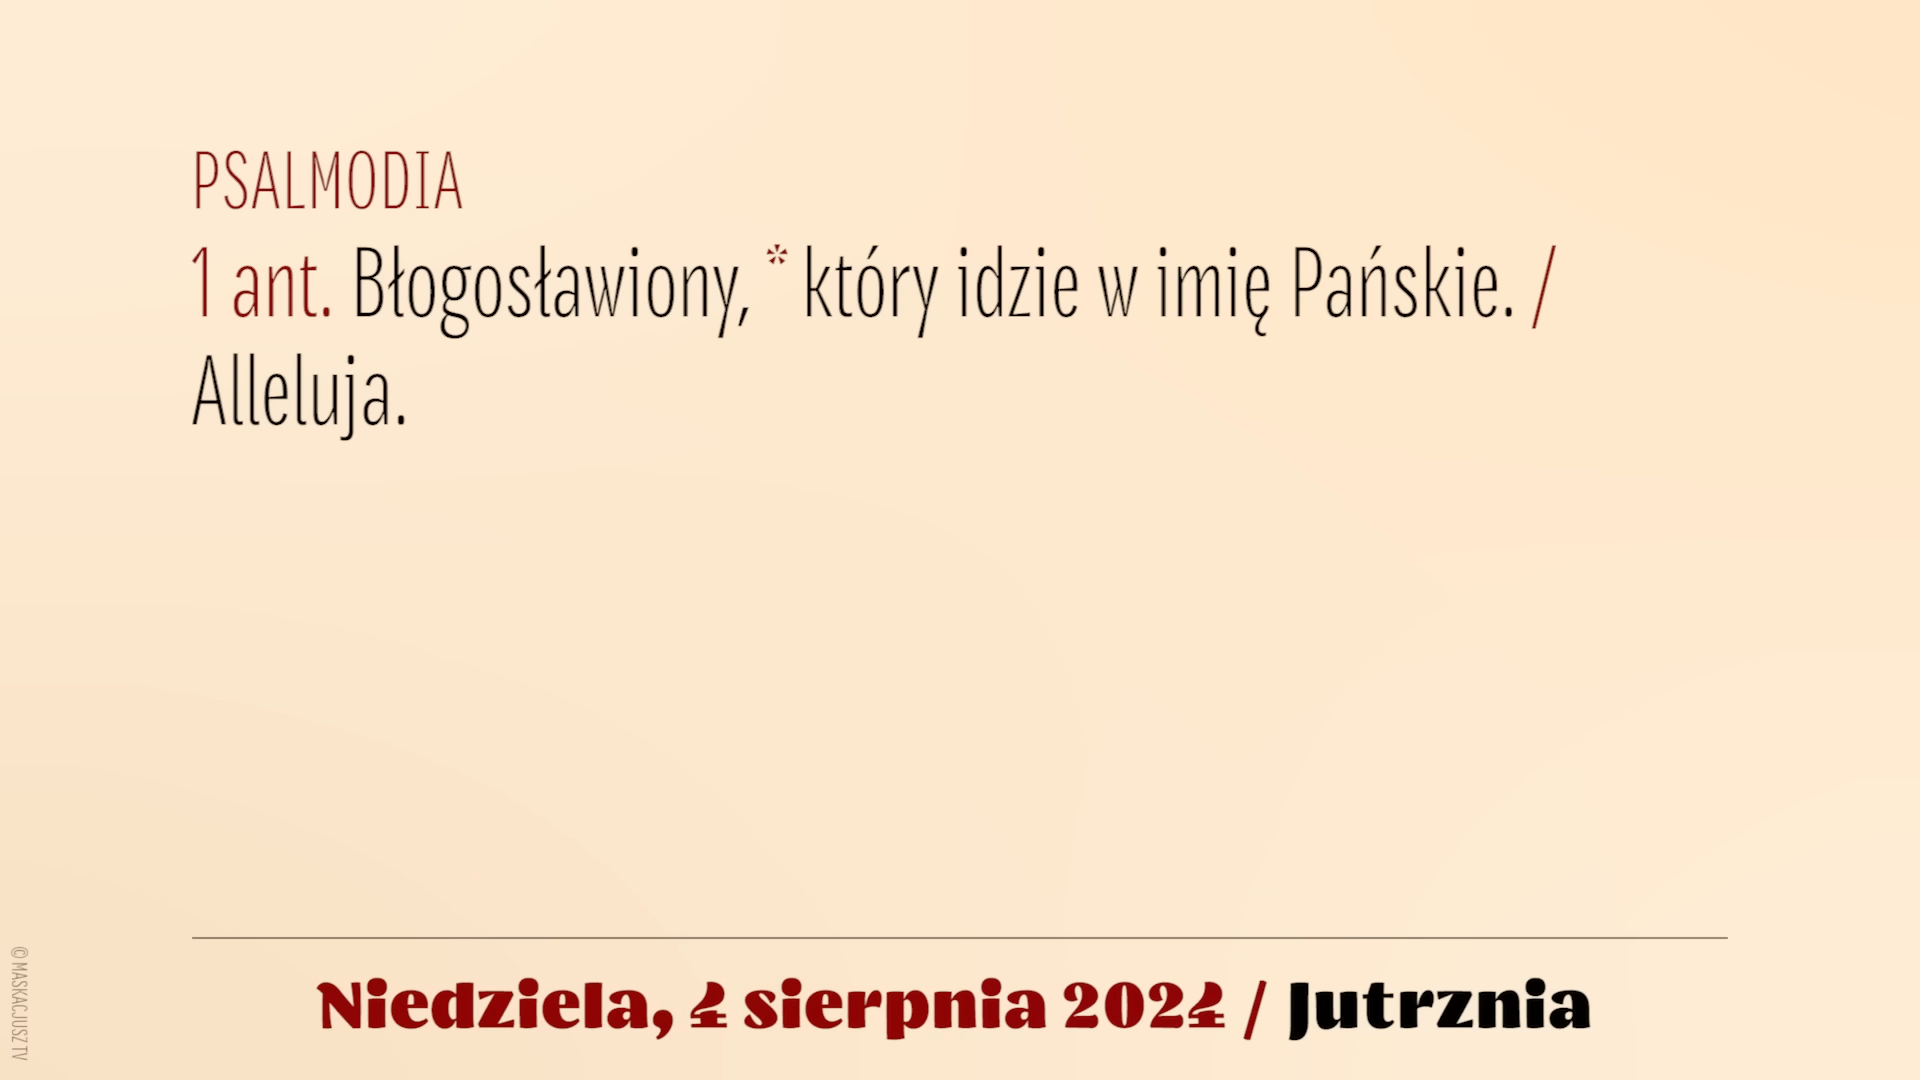 PSALMODIA
1 ant. Błogosławiony, * który idzie w imię Pańskie. /
Alleluja.
Niedziela, 4 sierpnia 2024 / Jutrznia
© MASKACJUSZ TV